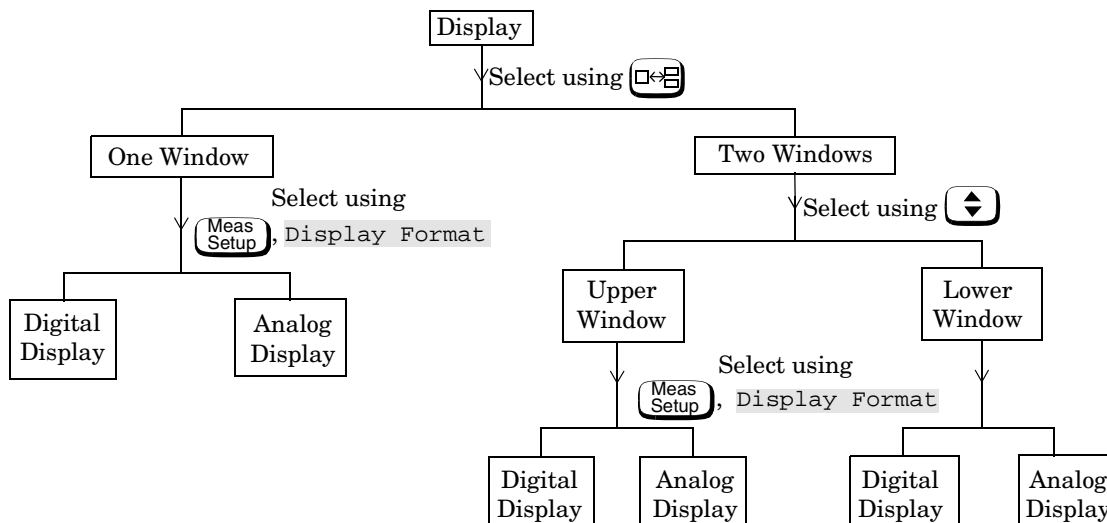 Display
Select using
One Window
Two Windows
Select using
Meas
Setup
, Display Format
Select using
Digital
Display
Analog
Display
Upper
Window
Lower
Window
Select using
Meas
Setup
, Display Format
Digital
Display
Analog
Display
Digital
Display
Analog
Display